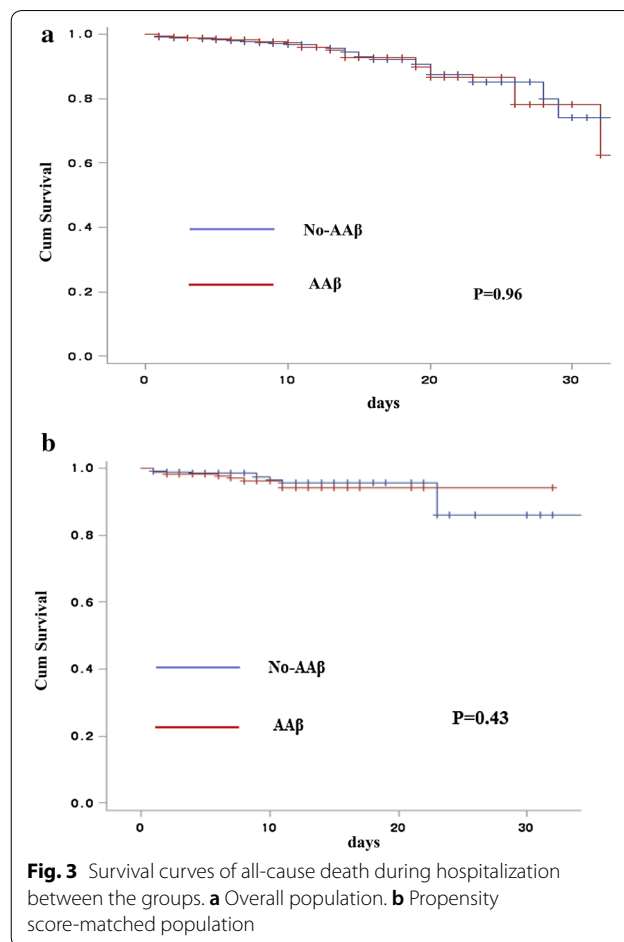 a
1.0
0.8
0.6
0.4
0.2
0.0
Cum Survival
No-AAβ
AAβ
P=0.96
0 10 20 30
days
b
1.0
0.8
0.6
0.4
0.2
0.0
Cum Survival
No-AAβ
AAβ
P=0.43
0 10 20 30
days
Fig. 3 Survival curves of all-cause death during hospitalization
between the groups. a Overall population. b Propensity
score-matched population